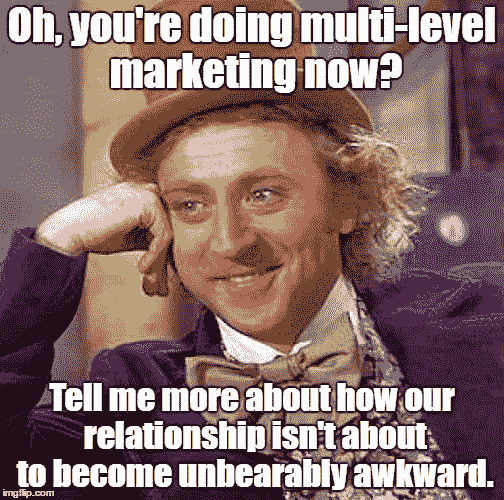 Oh, you're doing multi-level
marketing now?
Tell me more about how our
relationship isn't about
to become unbearably awkward.
imgflip.com